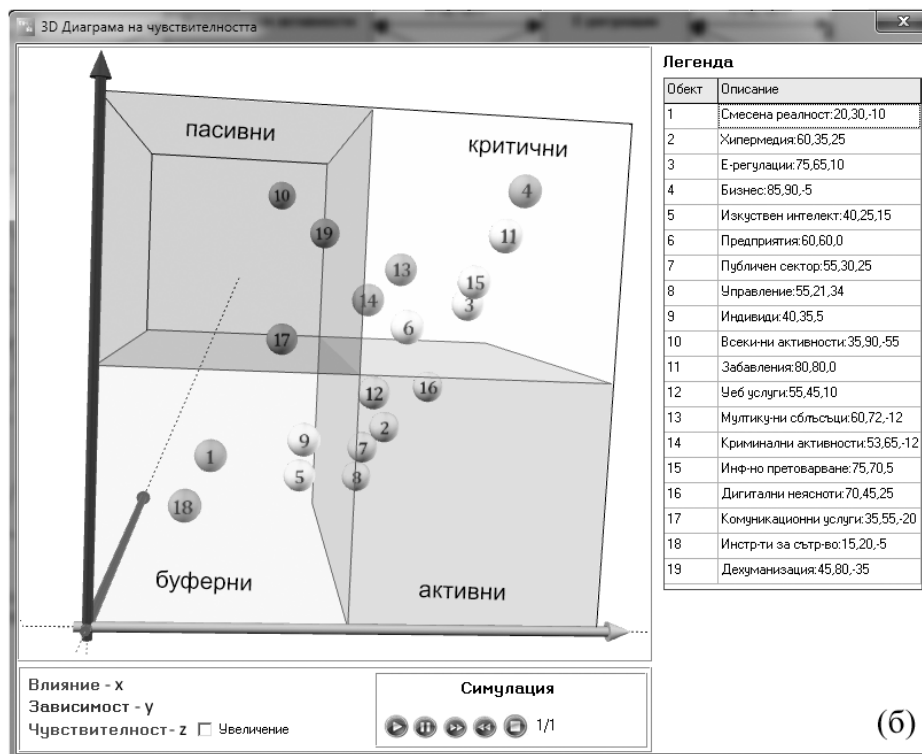 3D Диаграма на чувствителността
x
пасивни
критични
буферни
активни
10
19
4
11
13
15
14
3
6
17
12
16
2
9
7
1
5
8
18
Легенда
Обект Описание
1 Смесена реалност:20,30,-10
2 Хипермедия:60,35,25
3 Е-регулации:75,65,10
4 Бизнес:85,90,-5
5 Изкуствен интелект:40,25,15
6 Предприятия:60,60,0
7 Публичен сектор:55,30,25
8 Управление:55,21,34
9 Индивиди:40,35,5
10 Всеки-ни активности:35,90,-55
11 Забавления:80,80,0
12 Уеб услуги:55,45,10
13 Мултику-ни сблъсъци:60,72,-12
14 Криминални активности:53,65,-12
15 Инф-но претоварване:75,70,5
16 Дигитални неясноти:70,45,25
17 Комуникационни услуги:35,55,-20
18 Инстр-ти за сътр-во:15,20,-5
19 Дехуманизация:45,80,-35
Влияние - x
Зависимост - y
Чувствителност- z Увеличение
Симулация
1/1
(б)